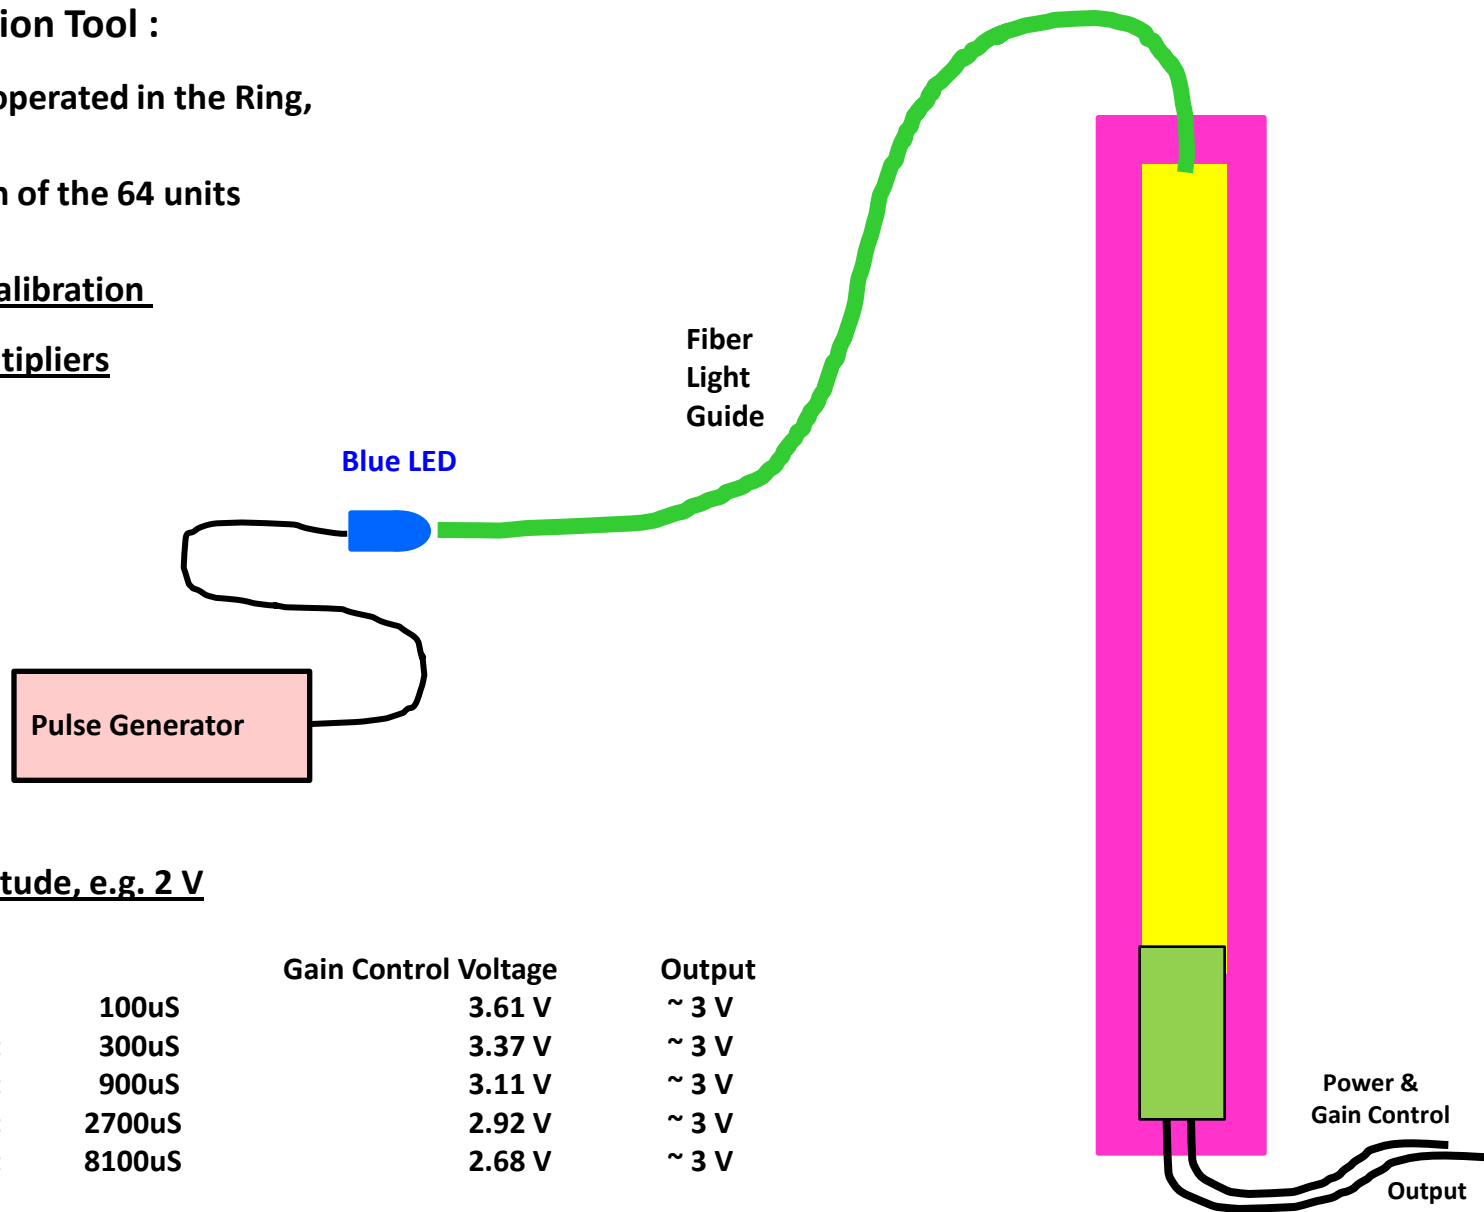 ion Tool :
operated in the Ring,
n of the 64 units
alibration
tipliers
Fiber
Light
Guide
Blue LED
Pulse Generator
tude, e.g. 2 V
Gain Control Voltage Output
100uS 3.61 V ~ 3 V
: 300uS 3.37 V ~ 3 V
: 900uS 3.11 V ~ 3 V
: 2700uS 2.92 V ~ 3 V
: 8100uS 2.68 V ~ 3 V
Power &
Gain Control
Output